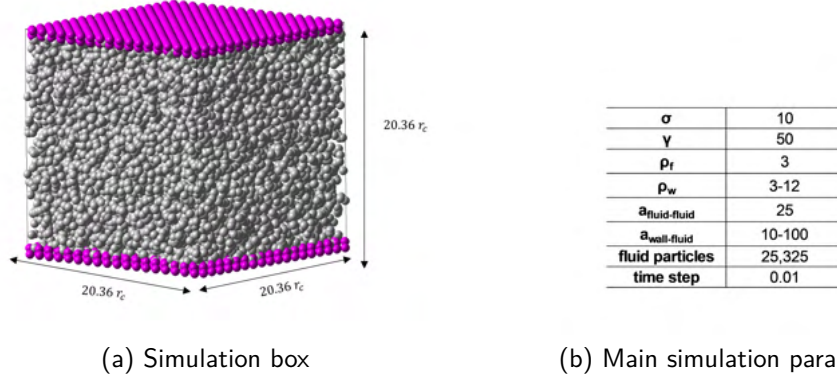 20.36 r_c
20.36 r_c
20.36 r_c
σ 10
γ 50
ρ_f 3
ρ_w 3-12
a_fluid-fluid 25
a_wall-fluid 10-100
fluid particles 25,325
time step 0.01
(a) Simulation box
(b) Main simulation para